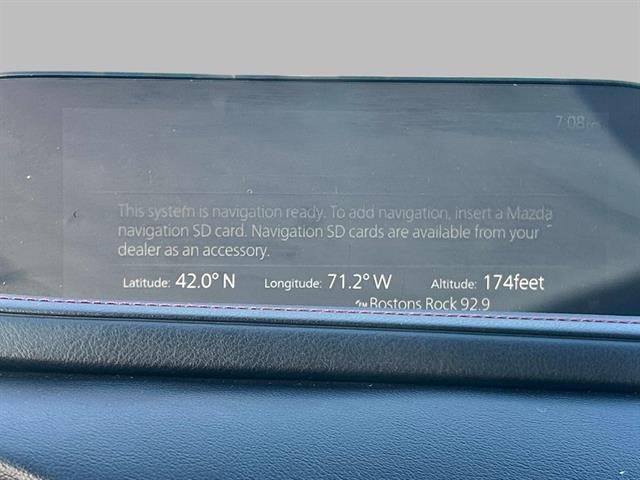 7:08
This system is navigation ready. To add navigation, insert a Mazda
navigation SD card. Navigation SD cards are available from your
dealer as an accessory.
Latitude: 42.0° N Longitude: 71.2° W Altitude: 174feet
FM Bostons Rock 92.9